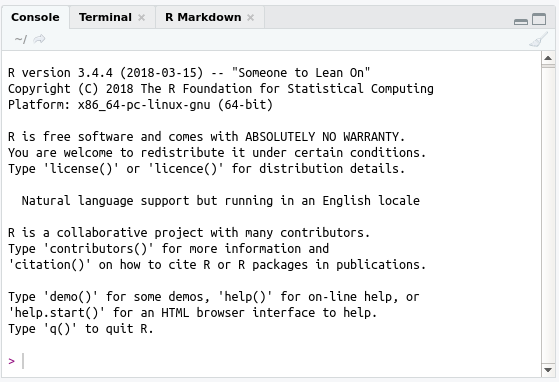 Console Terminal × R Markdown ×
~/
R version 3.4.4 (2018-03-15) -- "Someone to Lean On"
Copyright (C) 2018 The R Foundation for Statistical Computing
Platform: x86_64-pc-linux-gnu (64-bit)
R is free software and comes with ABSOLUTELY NO WARRANTY.
You are welcome to redistribute it under certain conditions.
Type 'license()' or 'licence()' for distribution details.
Natural language support but running in an English locale
R is a collaborative project with many contributors.
Type 'contributors()' for more information and
'citation()' on how to cite R or R packages in publications.
Type 'demo()' for some demos, 'help()' for on-line help, or
'help.start()' for an HTML browser interface to help.
Type 'q()' to quit R.
>